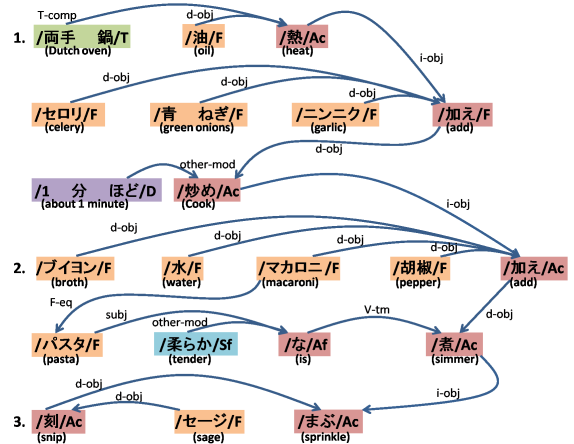 T-comp d-obj
1. /両手 鍋/T /油/F /熱/Ac
(Dutch oven) (oil) (heat)
i-obj
d-obj d-obj d-obj
/セロリ/F /青 ねぎ/F /ニンニク/F /加え/F
(celery) (green onions) (garlic) (add)
d-obj
other-mod
/1 分 ほど/D /炒め/Ac
(about 1 minute) (Cook)
i-obj
d-obj d-obj d-obj d-obj
2. /ブイヨン/F /水/F /マカロニ/F /胡椒/F /加え/Ac
(broth) (water) (macaroni) (pepper) (add)
F-eq subj other-mod V-tm d-obj
/パスタ/F /柔らか/Sf /な/Af /煮/Ac
(pasta) (tender) (is) (simmer)
d-obj d-obj i-obj
3. /刻/Ac /セージ/F /まぶ/Ac
(snip) (sage) (sprinkle)